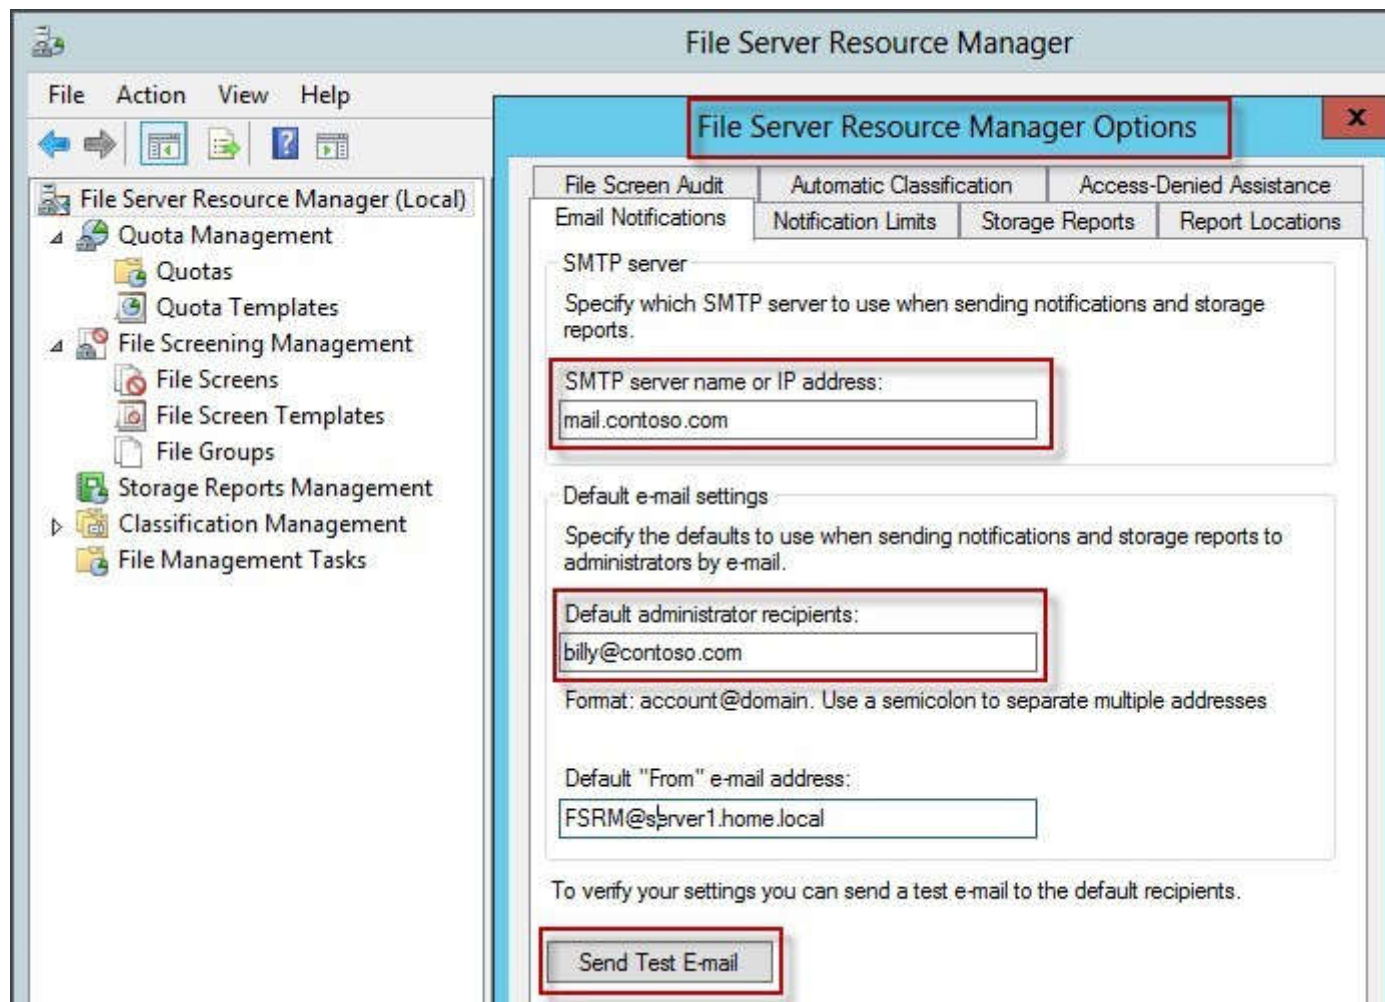 File Server Resource Manager
File Action View Help
File Server Resource Manager (Local)
Quota Management
Quotas
Quota Templates
File Screening Management
File Screens
File Screen Templates
File Groups
Storage Reports Management
Classification Management
File Management Tasks
File Server Resource Manager Options
x
File Screen Audit Automatic Classification Access-Denied Assistance
Email Notifications Notification Limits Storage Reports Report Locations
SMTP server
Specify which SMTP server to use when sending notifications and storage
reports.
SMTP server name or IP address:
mail.contoso.com
Default e-mail settings
Specify the defaults to use when sending notifications and storage reports to
administrators by e-mail.
Default administrator recipients:
billy@contoso.com
Format: account@domain. Use a semicolon to separate multiple addresses
Default "From" e-mail address:
FSRM@server1.home.local
To verify your settings you can send a test e-mail to the default recipients.
Send Test E-mail